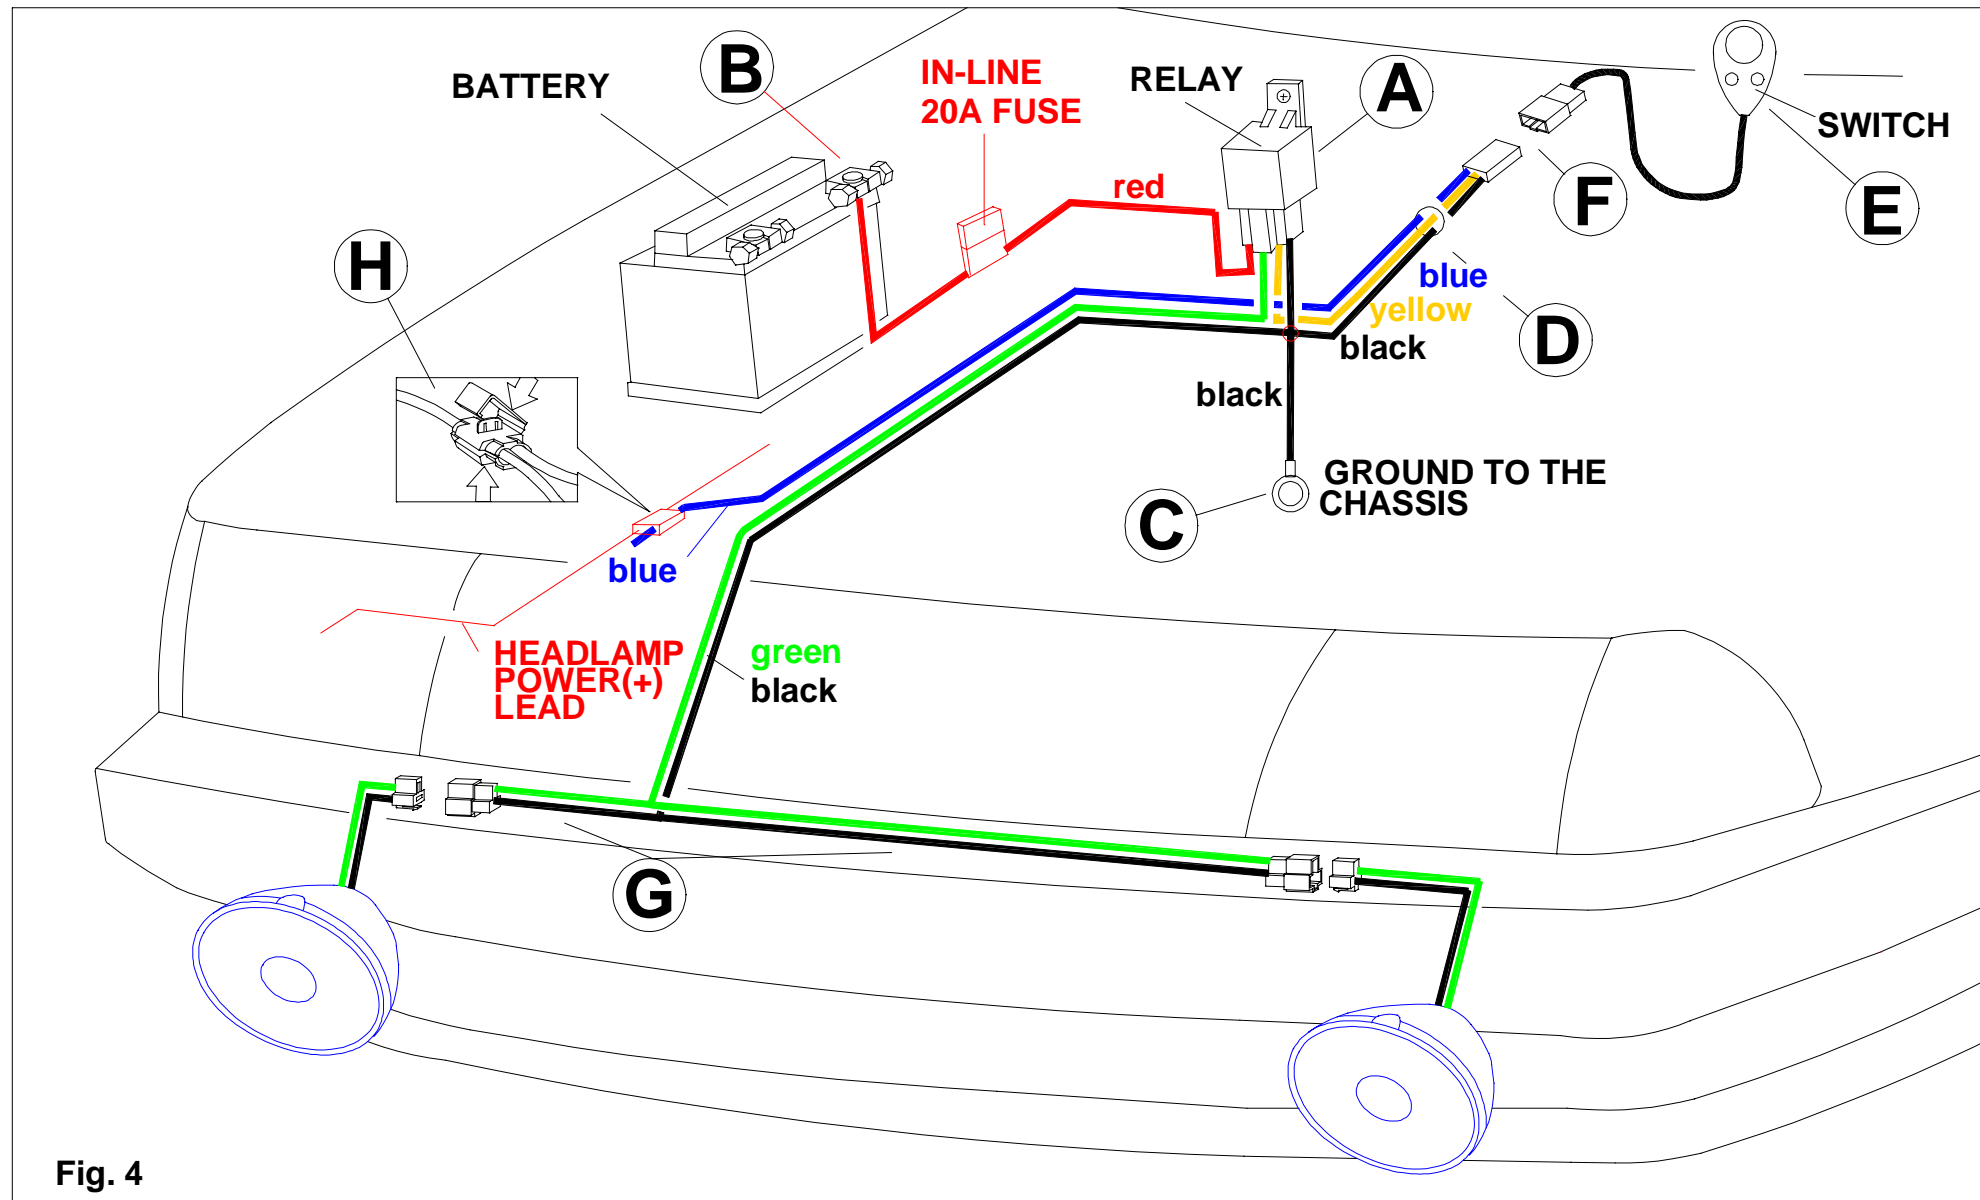 BATTERY
B
IN-LINE
20A FUSE
RELAY
A
SWITCH
F
E
red
H
blue
yellow
black
D
black
GROUND TO THE
CHASSIS
C
blue
HEADLAMP
POWER(+)
LEAD
green
black
G
Fig. 4